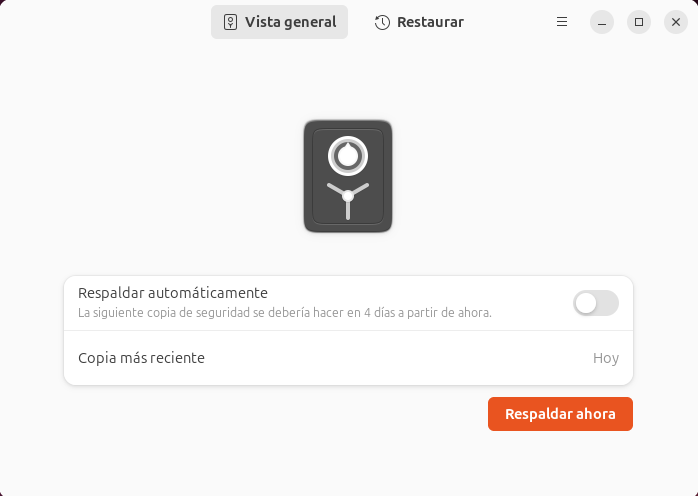 Vista general
Restaurar
Respaldar automáticamente
La siguiente copia de seguridad se debería hacer en 4 días a partir de ahora.
Copia más reciente
Hoy
Respaldar ahora